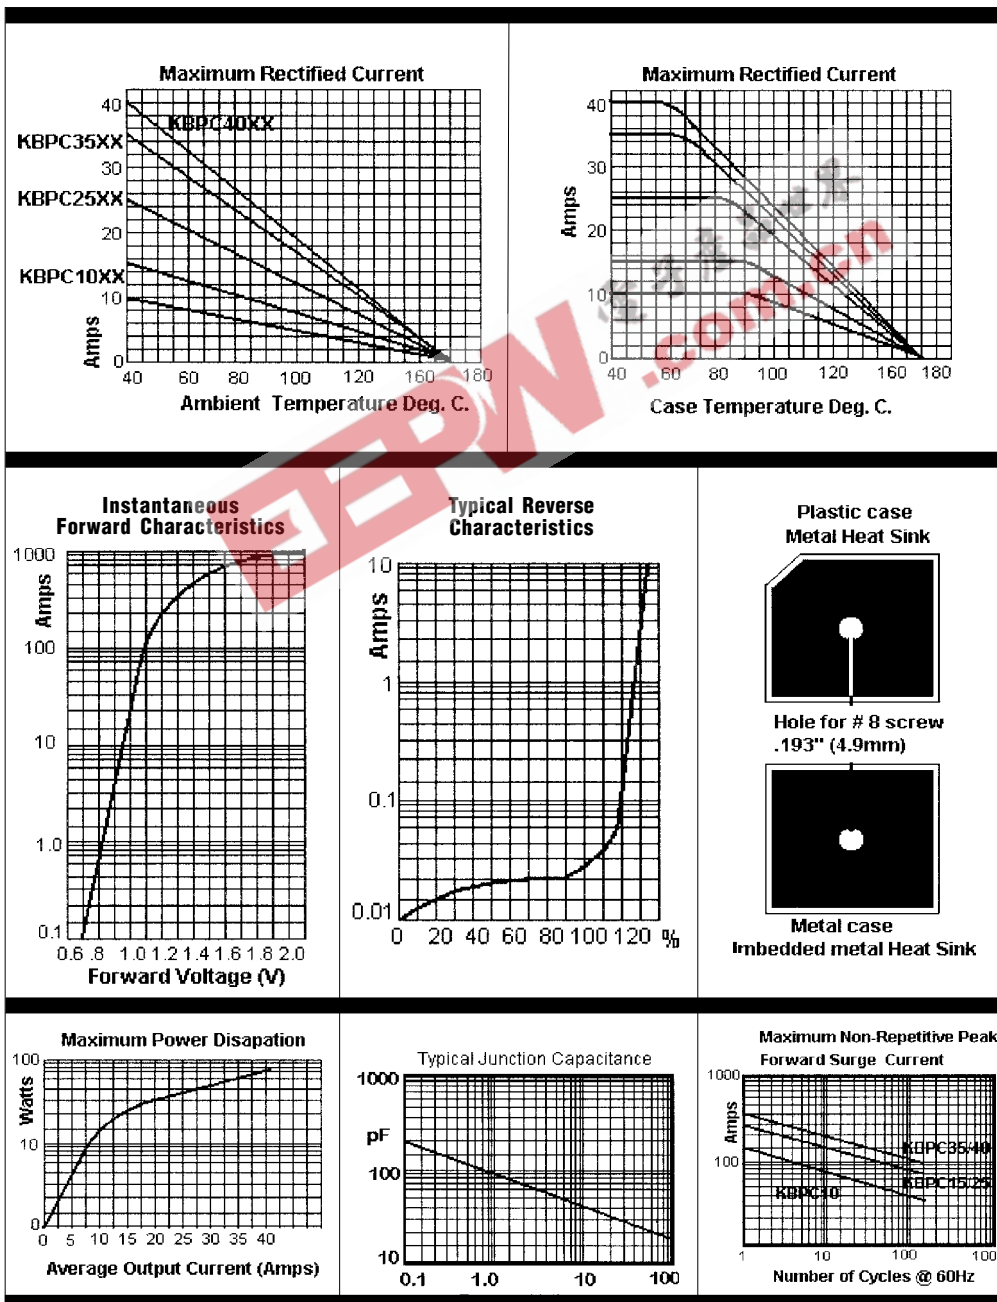 Maximum Rectified Current
40
KBPC40XX
KBPC35XX
30
KBPC25XX
20
KBPC10XX
10
Amps
0
40 60 80 100 120 160 180
Ambient Temperature Deg. C.
Maximum Rectified Current
40
30
Amps
20
10
0
40 60 80 100 120 160 180
Case Temperature Deg. C.
EEPW
电子产品世界
.com.cn
Instantaneous
Forward Characteristics
1000
Amps
100
10
1.0
0.1
0.6 .8 1.0 1.2 1.4 1.6 1.8 2.0
Forward Voltage (V)
Typical Reverse
Characteristics
10
Amps
1
0.1
0.01
0 20 40 60 80 100 120 %
Plastic case
Metal Heat Sink
Hole for # 8 screw
.193" (4.9mm)
Metal case
Imbedded metal Heat Sink
Maximum Power Disapation
100
Watts
10
0
0 5 10 15 20 25 30 35 40
Average Output Current (Amps)
Typical Junction Capacitance
1000
pF
100
10
0.1 1.0 10 100
Maximum Non-Repetitive Peak
Forward Surge Current
1000
Amps
KBPC35/40
100
KBPC15/25
KBPC10
1 10 100 100
Number of Cycles @ 60Hz